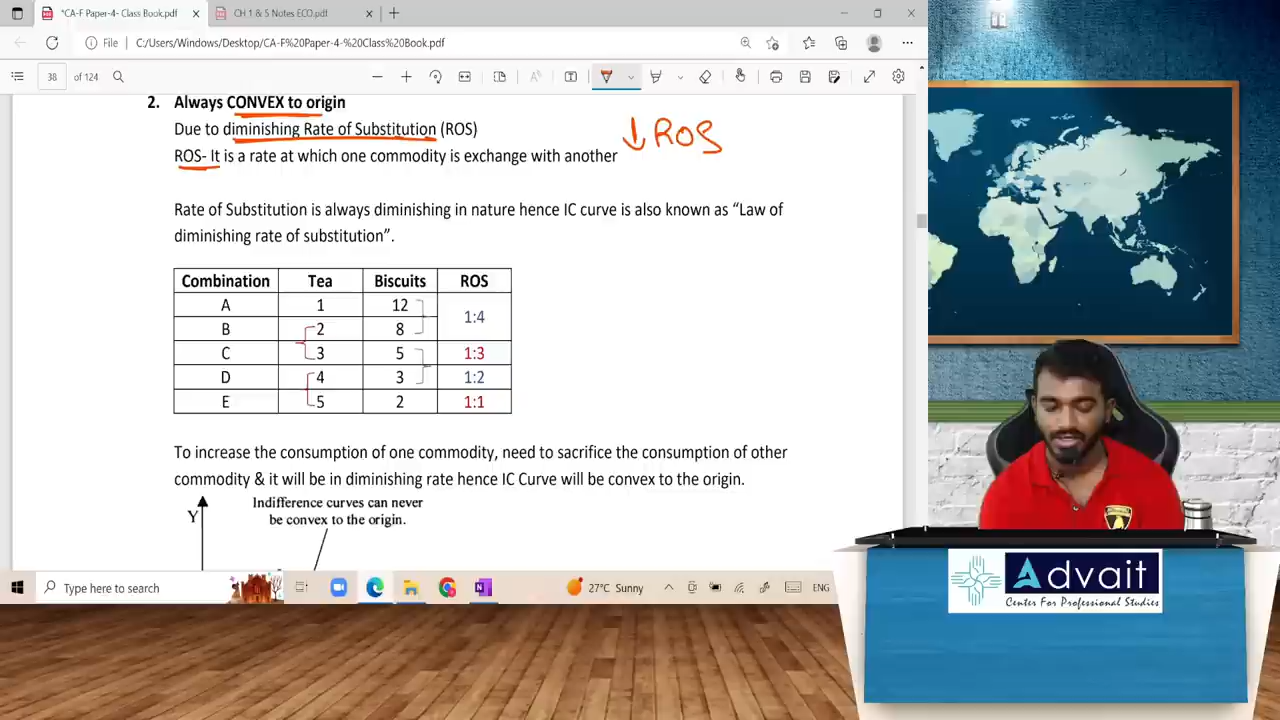 *CA-F Paper-4- Class Book.pdf
CH 1 & 5 Notes ECO.pdf
File
C:/Users/Windows/Desktop/CA-F%20Paper-4-%20Class%20Book.pdf
38 of 124
2. Always CONVEX to origin
Due to diminishing Rate of Substitution (ROS)
↓ ROS
ROS- It is a rate at which one commodity is exchange with another
Rate of Substitution is always diminishing in nature hence IC curve is also known as “Law of
diminishing rate of substitution”.
Combination Tea Biscuits ROS
A 1 12
1:4
B 2 8
C 3 5 1:3
D 4 3 1:2
E 5 2 1:1
To increase the consumption of one commodity, need to sacrifice the consumption of other
commodity & it will be in diminishing rate hence IC Curve will be convex to the origin.
Y
Indifference curves can never
be convex to the origin.
Type here to search
27°C Sunny
ENG
Advait
Center For Professional Studies